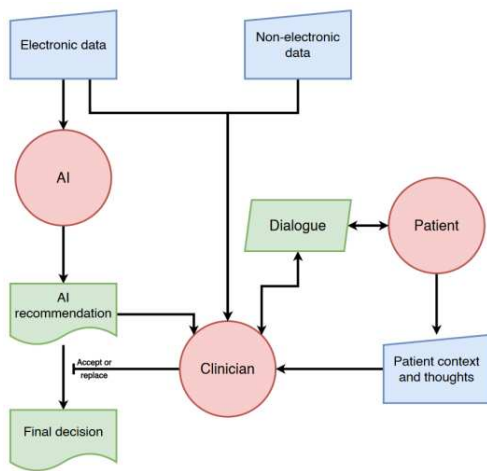 Electronic data
Non-electronic
data
AI
Dialogue
Patient
AI
recommendation
Accept or
replace
Clinician
Patient context
and thoughts
Final decision